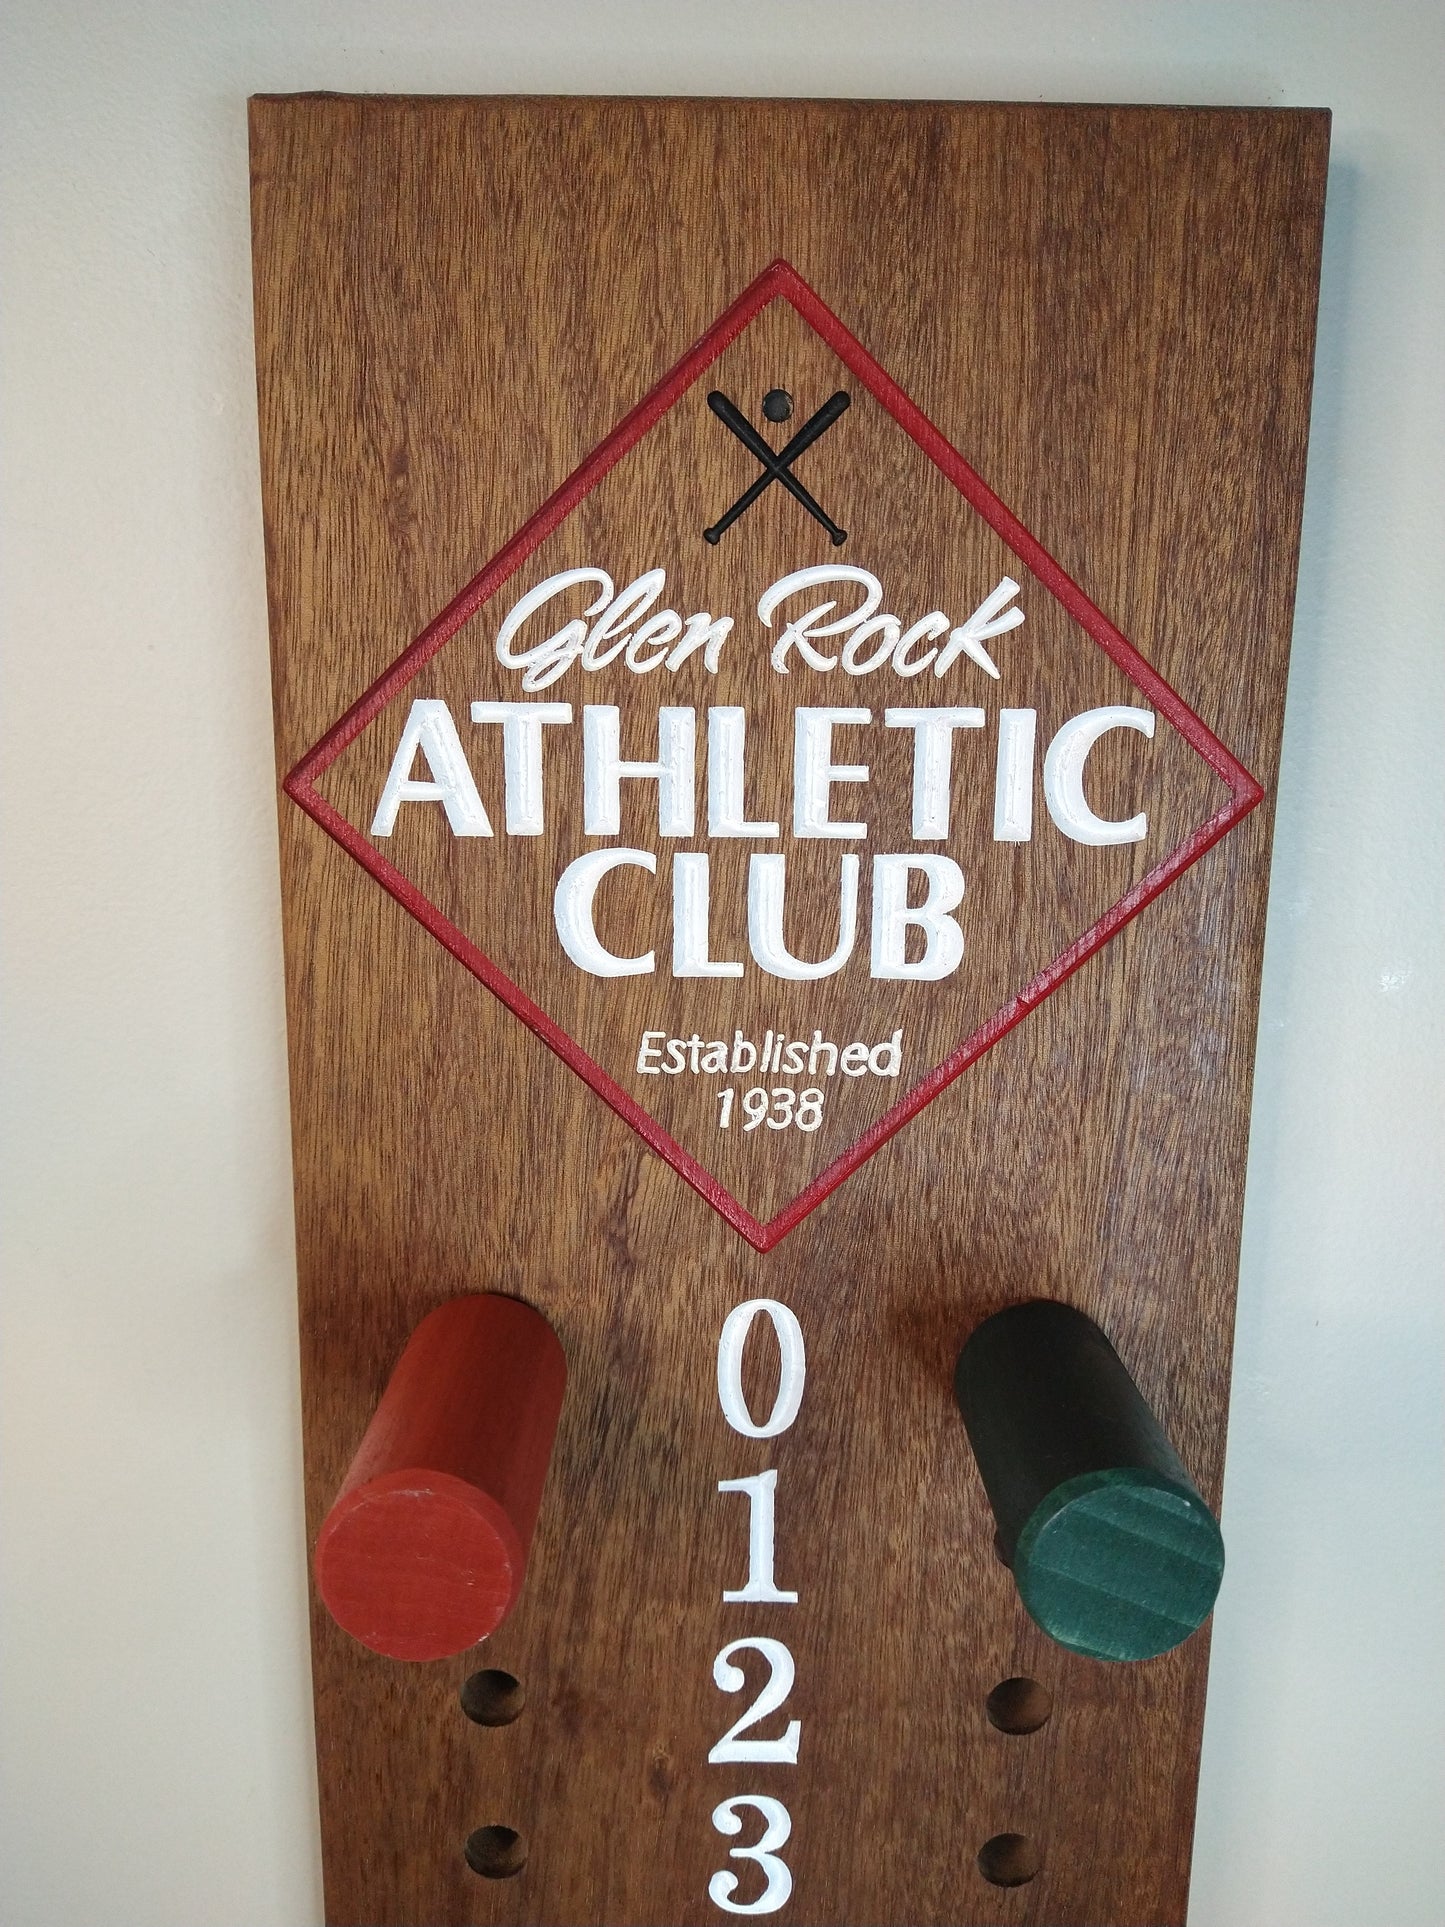 Glen Rock
ATHLETIC
CLUB
Established
1938
0
1
2
3